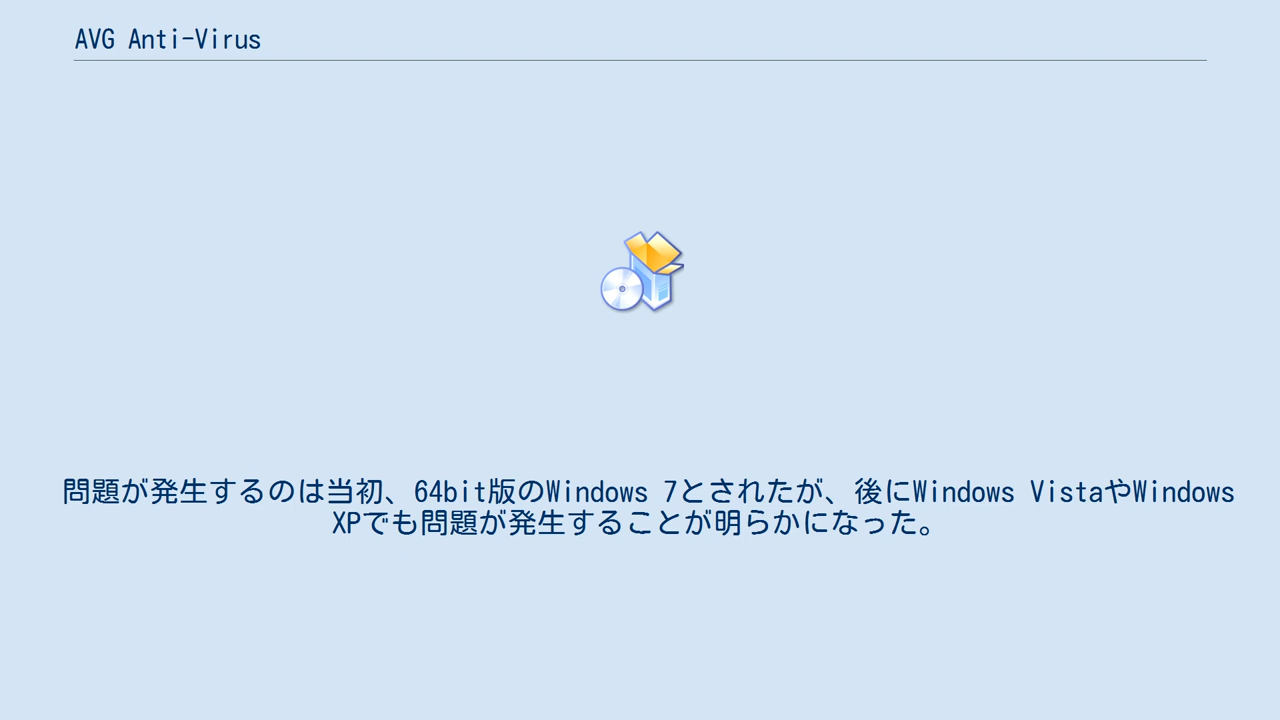 AVG Anti-Virus
問題が発生するのは当初、64bit版のWindows 7とされたが、後にWindows VistaやWindows
XPでも問題が発生することが明らかになった。